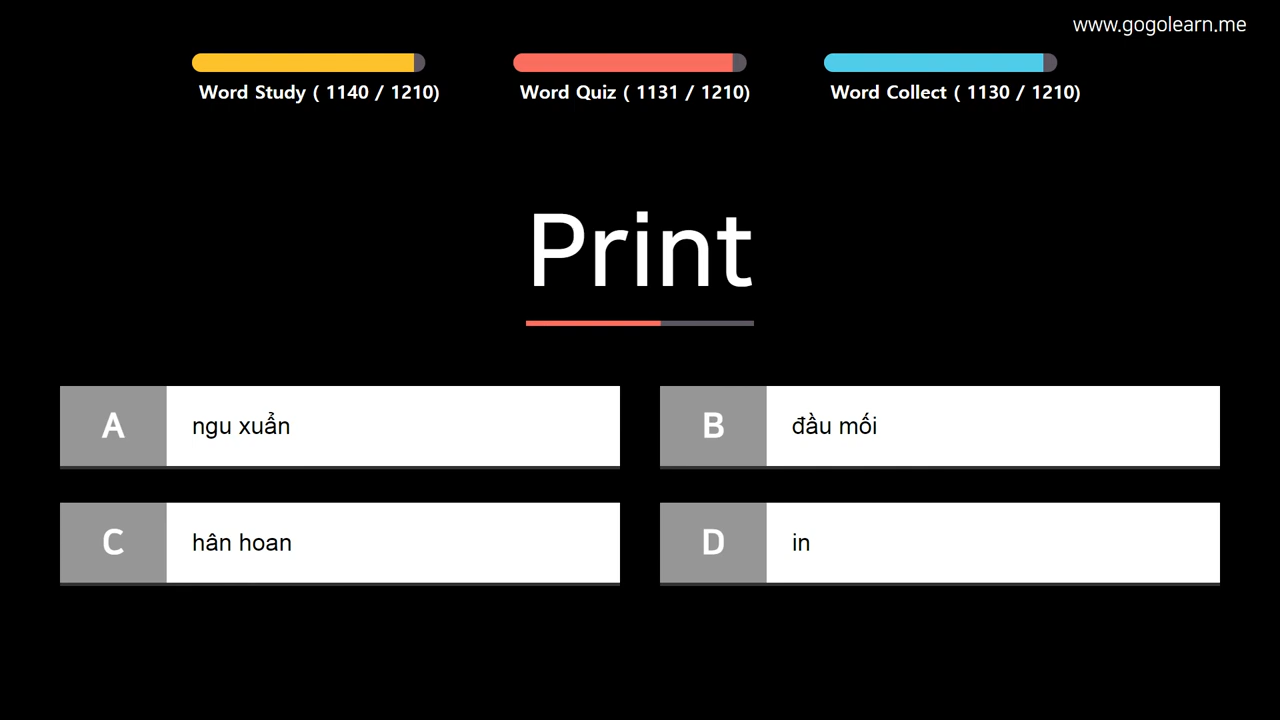 www.gogolearn.me
Word Study ( 1140 / 1210)
Word Quiz ( 1131 / 1210)
Word Collect ( 1130 / 1210)
Print
A
ngu xuẩn
B
đầu mối
C
hân hoan
D
in